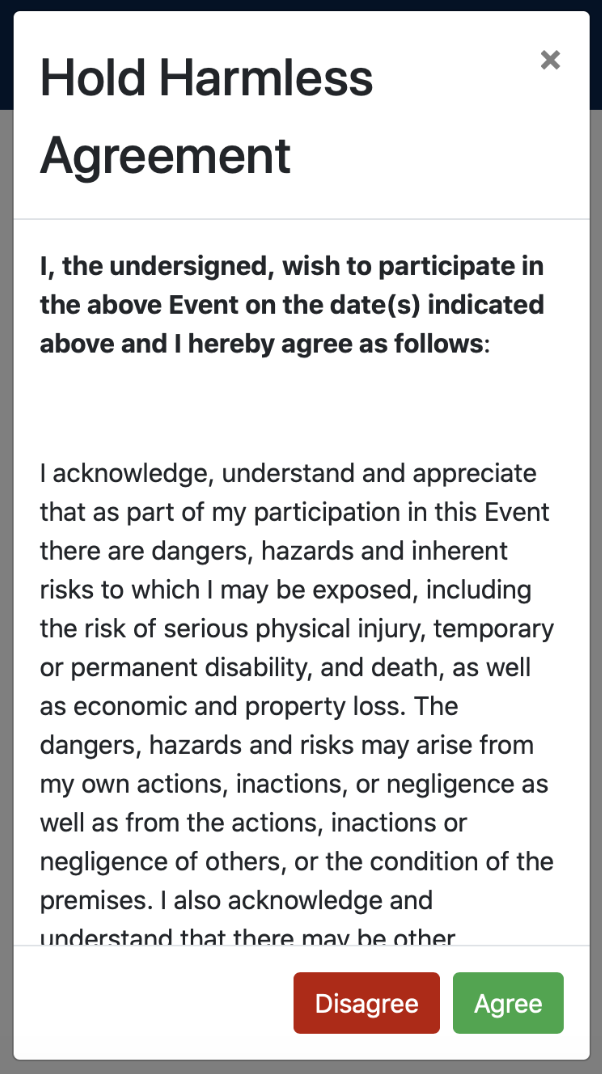 Hold Harmless
Agreement
×
I, the undersigned, wish to participate in
the above Event on the date(s) indicated
above and I hereby agree as follows:
I acknowledge, understand and appreciate
that as part of my participation in this Event
there are dangers, hazards and inherent
risks to which I may be exposed, including
the risk of serious physical injury, temporary
or permanent disability, and death, as well
as economic and property loss. The
dangers, hazards and risks may arise from
my own actions, inactions, or negligence as
well as from the actions, inactions or
negligence of others, or the condition of the
premises. I also acknowledge and
understand that there may be other
Disagree
Agree